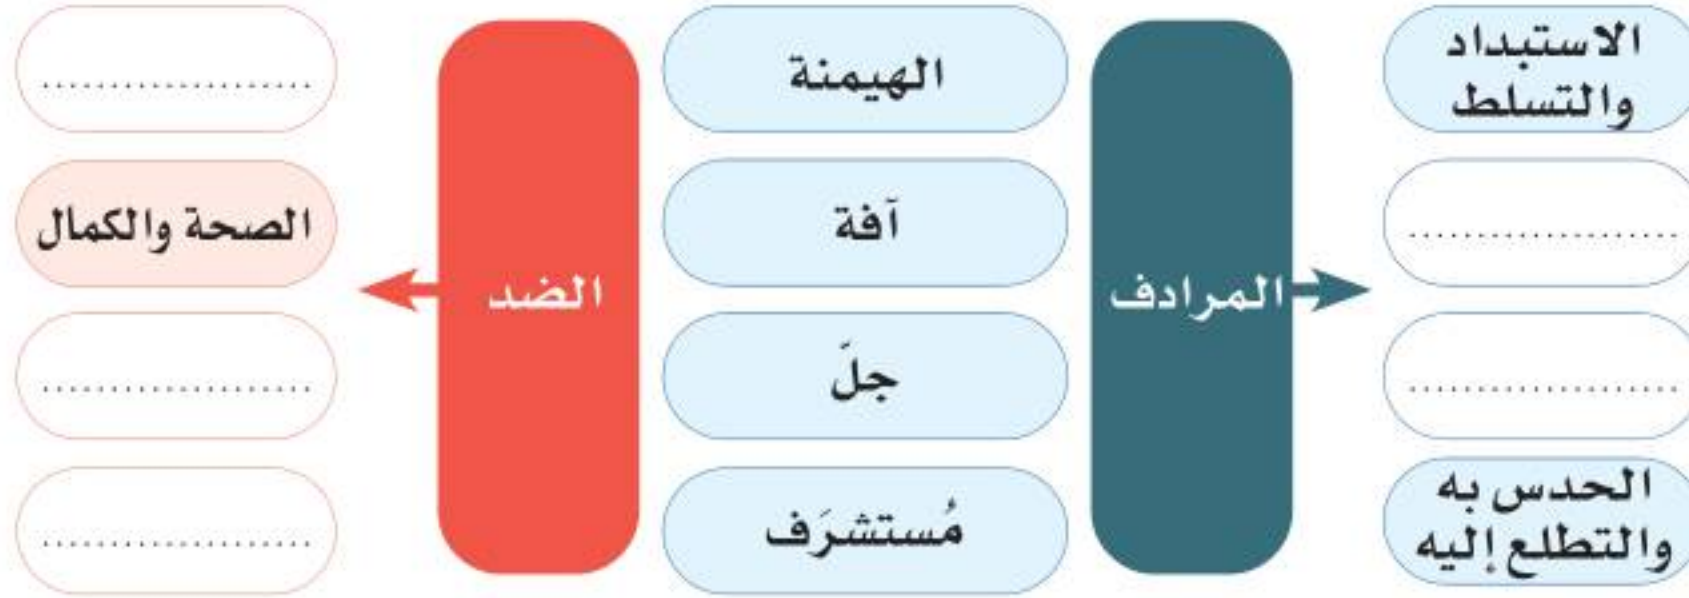 الاستبداد
والتسلط
الهيمنة
....................
آفة
الصحة والكمال
المرادف
الضد
....................
جلّ
....................
الحدس به
والتطلع إليه
مُستشرَف
....................
....................